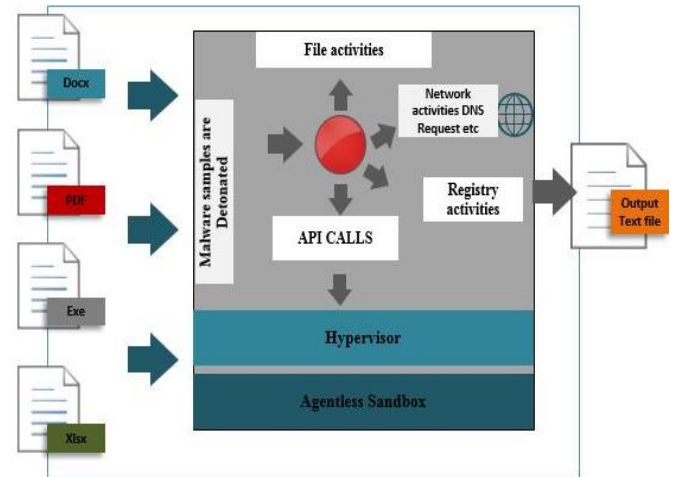 Docx
PDF
Exe
Xlsx
Malware samples are
Detonated
File activities
Network
activities DNS
Request etc
Registry
activities
API CALLS
Hypervisor
Agentless Sandbox
Output
Text file